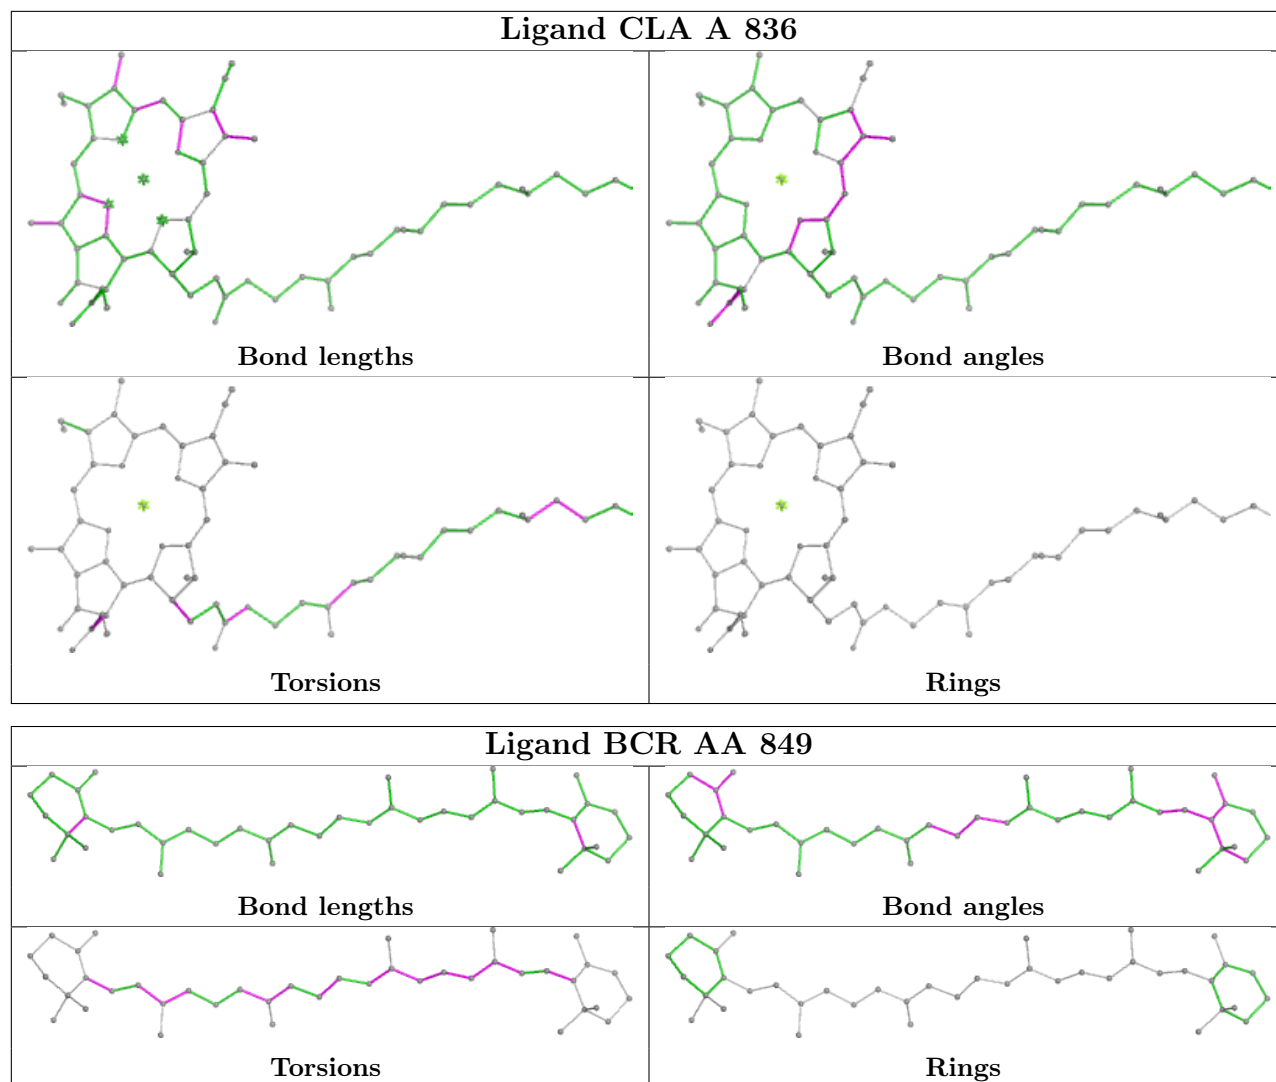 Ligand CLA A 836
Bond lengths
Bond angles
Torsions
Rings
Ligand BCR AA 849
Bond lengths
Bond angles
Torsions
Rings